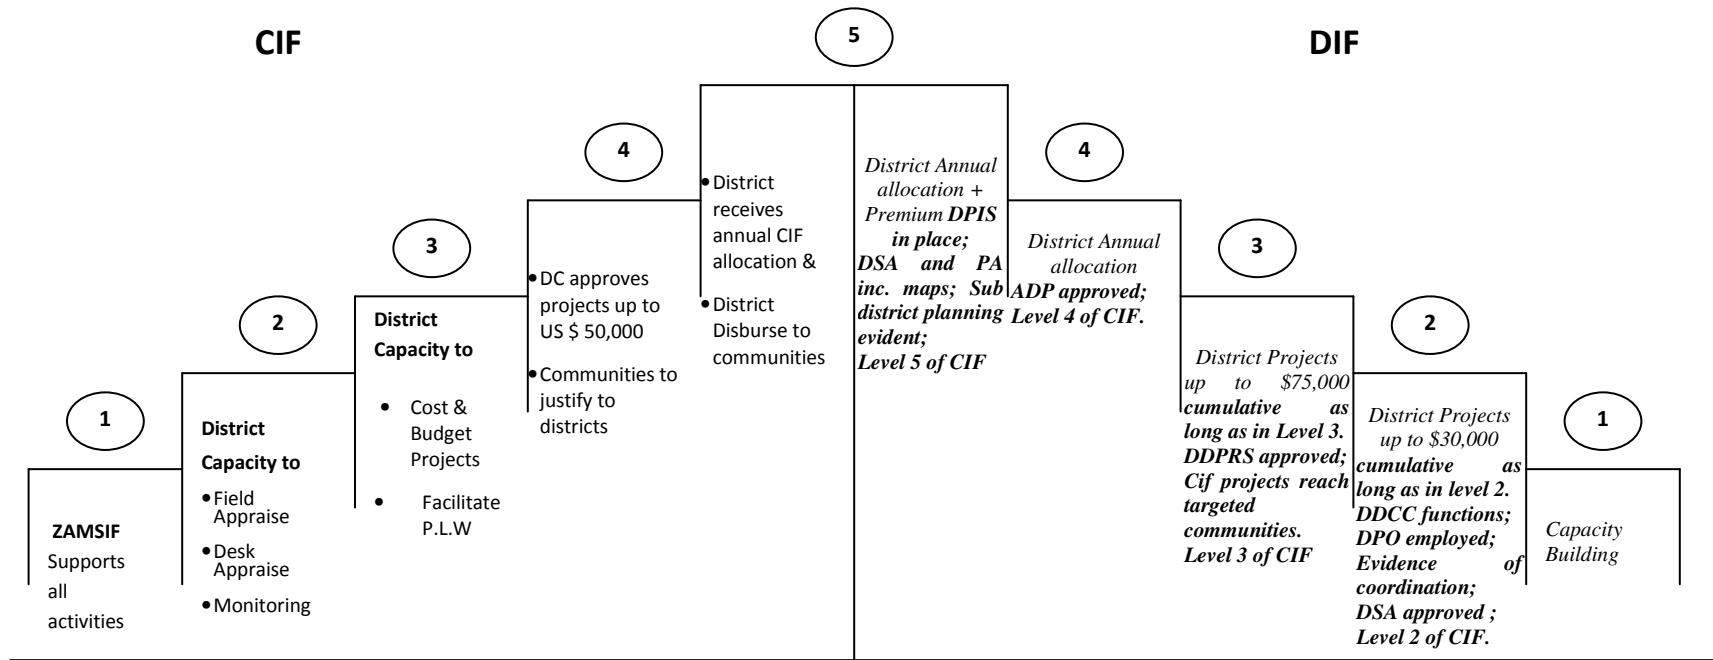 CIF
DIF
5
4
4
3
3
2
2
1
1
ZAMSIF
Supports
all
activities
District
Capacity to
•Field
Appraise
•Desk
Appraise
•Monitoring
District
Capacity to
• Cost &
Budget
Projects
• Facilitate
P.L.W
•DC approves
projects up to
US $ 50,000
•Communities to
justify to
districts
•District
receives
annual CIF
allocation &
•District
Disburse to
communities
District Annual
allocation +
Premium DPIS
in place;
DSA and PA
inc. maps; Sub
district planning
evident;
Level 5 of CIF
District Annual
allocation
ADP approved;
Level 4 of CIF.
District Projects
up to $75,000
cumulative as
long as in Level 3.
DDPRS approved;
Cif projects reach
targeted
communities.
Level 3 of CIF
District Projects
up to $30,000
cumulative as
long as in level 2.
DDCC functions;
DPO employed;
Evidence of
coordination;
DSA approved ;
Level 2 of CIF.
Capacity
Building